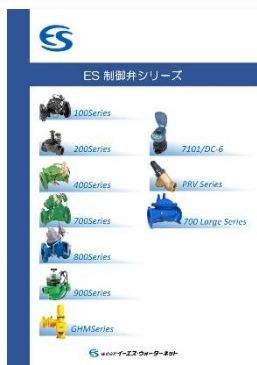 ES
ES 制御弁シリーズ
100Series
200Series
400Series
700Series
800Series
900Series
GHMSeries
7101/DC-6
PRV Series
700 Large Series
株式会社イーエス・ウォーターネット